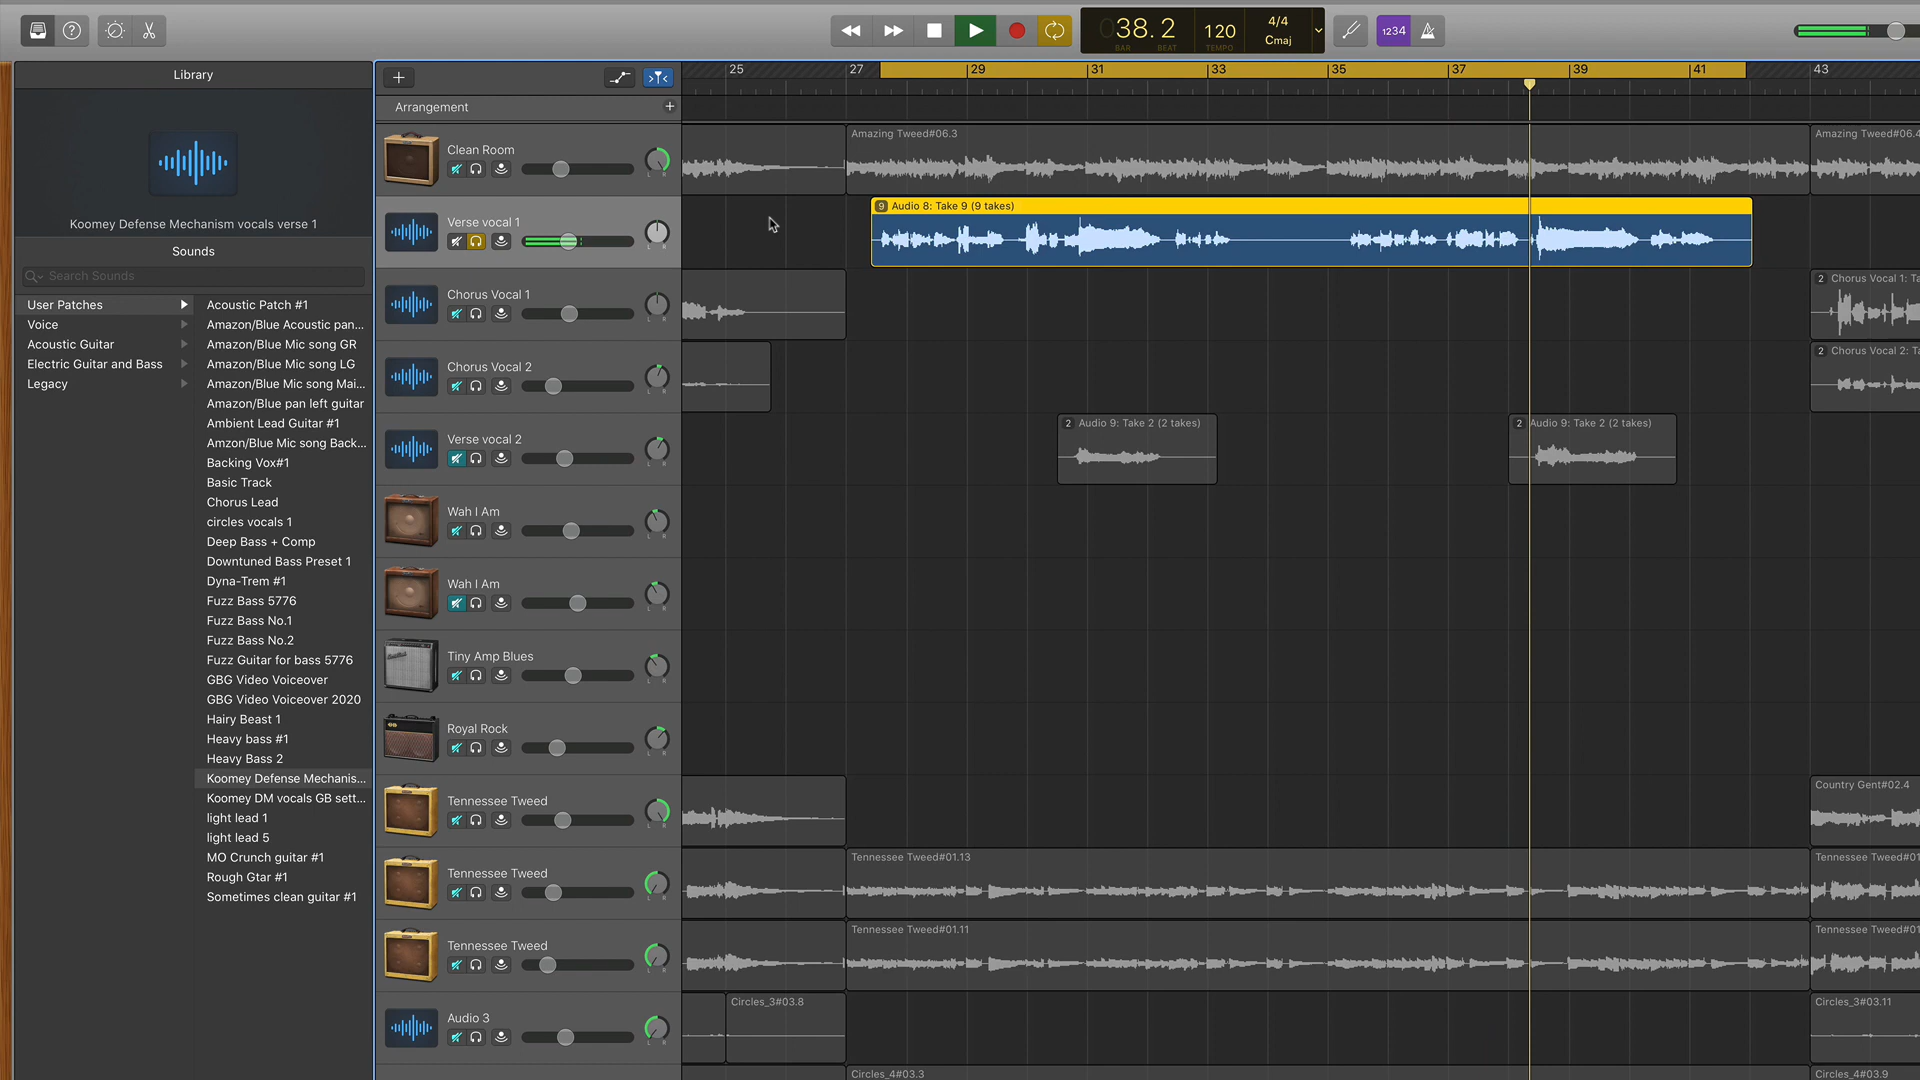 038.2
BAR
BEAT
120
TEMPO
4/4
Cmaj
1234
Library
Koomey Defense Mechanism vocals verse 1
Sounds
Search Sounds
User Patches
Voice
Acoustic Guitar
Electric Guitar and Bass
Legacy
Acoustic Patch #1
Amazon/Blue Acoustic pan...
Amazon/Blue Mic song GR
Amazon/Blue Mic song LG
Amazon/Blue Mic song Mai...
Amazon/Blue pan left guitar
Ambient Lead Guitar #1
Amzon/Blue Mic song Back...
Backing Vox#1
Basic Track
Chorus Lead
circles vocals 1
Deep Bass + Comp
Downtuned Bass Preset 1
Dyna-Trem #1
Fuzz Bass 5776
Fuzz Bass No.1
Fuzz Bass No.2
Fuzz Guitar for bass 5776
GBG Video Voiceover
GBG Video Voiceover 2020
Hairy Beast 1
Heavy bass #1
Heavy Bass 2
Koomey Defense Mechanis...
Koomey DM vocals GB sett...
light lead 1
light lead 5
MO Crunch guitar #1
Rough Gtar #1
Sometimes clean guitar #1
25 27 29 31 33 35 37 39 41 43
Arrangement
Clean Room
L R
Amazing Tweed#06.3
Amazing Tweed#06.4
Verse vocal 1
L R
9 Audio 8: Take 9 (9 takes)
Chorus Vocal 1
L R
2 Chorus Vocal 1: Ta
Chorus Vocal 2
L R
2 Chorus Vocal 2: Ta
Verse vocal 2
L R
2 Audio 9: Take 2 (2 takes)
2 Audio 9: Take 2 (2 takes)
Wah I Am
L R
Wah I Am
L R
Tiny Amp Blues
L R
Royal Rock
L R
Tennessee Tweed
L R
Country Gent#02.4
Tennessee Tweed
L R
Tennessee Tweed#01.13
Tennessee Tweed#01
Tennessee Tweed
L R
Tennessee Tweed#01.11
Tennessee Tweed#01
Audio 3
L R
Circles_3#03.8
Circles_3#03.11
Circles_4#03.3
Circles_4#03.9